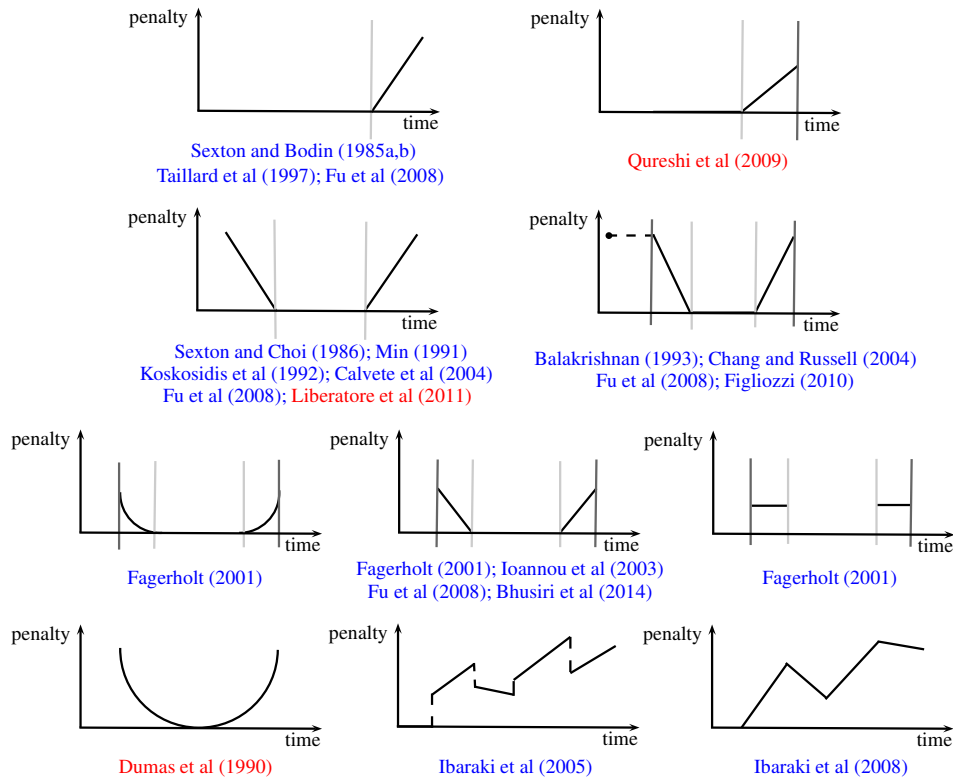 penalty
time
Sexton and Bodin (1985a,b)
Taillard et al (1997); Fu et al (2008)
penalty
time
Qureshi et al (2009)
penalty
time
Sexton and Choi (1986); Min (1991)
Koskosidis et al (1992); Calvete et al (2004)
Fu et al (2008); Liberatore et al (2011)
penalty
time
Balakrishnan (1993); Chang and Russell (2004)
Fu et al (2008); Figliozzi (2010)
penalty
time
Fagerholt (2001)
penalty
time
Fagerholt (2001); Ioannou et al (2003)
Fu et al (2008); Bhusiri et al (2014)
penalty
time
Fagerholt (2001)
penalty
time
Dumas et al (1990)
penalty
time
Ibaraki et al (2005)
penalty
time
Ibaraki et al (2008)